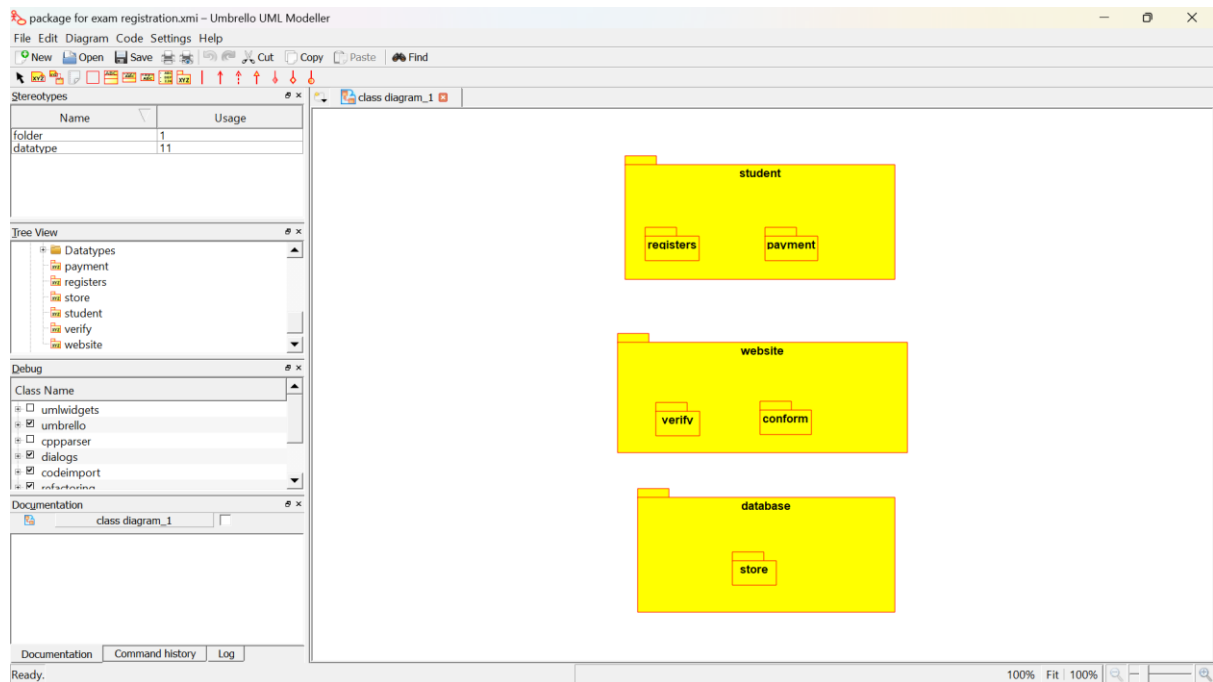 package for exam registration.xmi – Umbrello UML Modeller
File Edit Diagram Code Settings Help
New Open Save Cut Copy Paste Find
Stereotypes
class diagram_1
Name Usage
folder 1
datatype 11
Tree View
Datatypes
payment
registers
store
student
verify
website
Debug
Class Name
umlwidgets
umbrello
cppparser
dialogs
codeimport
refactoring
Documentation
class diagram_1
Documentation Command history Log
Ready.
student
registers payment
website
verify conform
database
store
100% Fit 100%